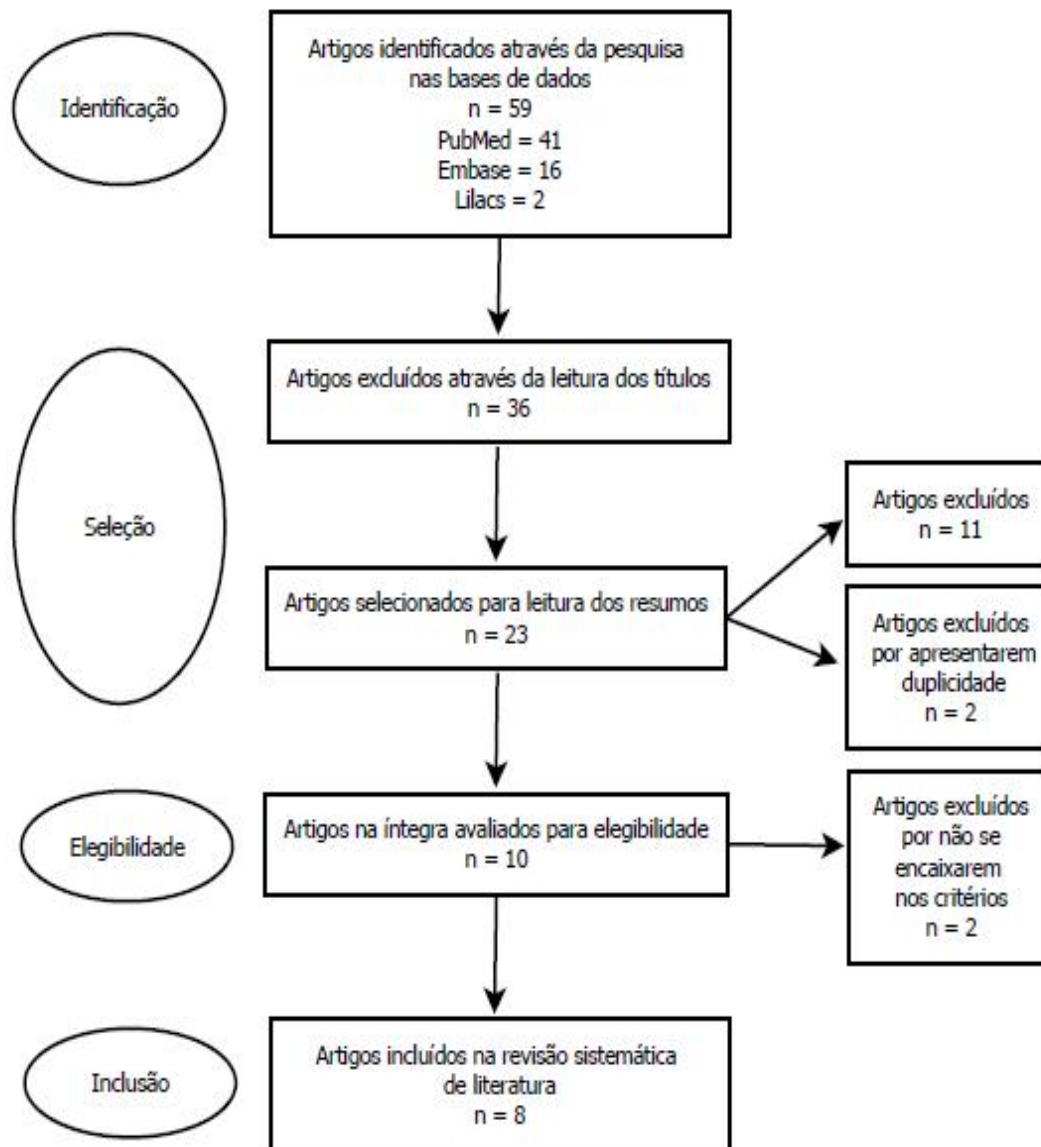 Identificação
Artigos identificados através da pesquisa
nas bases de dados
n = 59
PubMed = 41
Embase = 16
Lilacs = 2
Seleção
Artigos excluídos através da leitura dos títulos
n = 36
Artigos selecionados para leitura dos resumos
n = 23
Artigos excluídos
n = 11
Artigos excluídos
por apresentarem
duplicidade
n = 2
Elegibilidade
Artigos na íntegra avaliados para elegibilidade
n = 10
Artigos excluídos
por não se
encaixarem
nos critérios
n = 2
Inclusão
Artigos incluídos na revisão sistemática
de literatura
n = 8